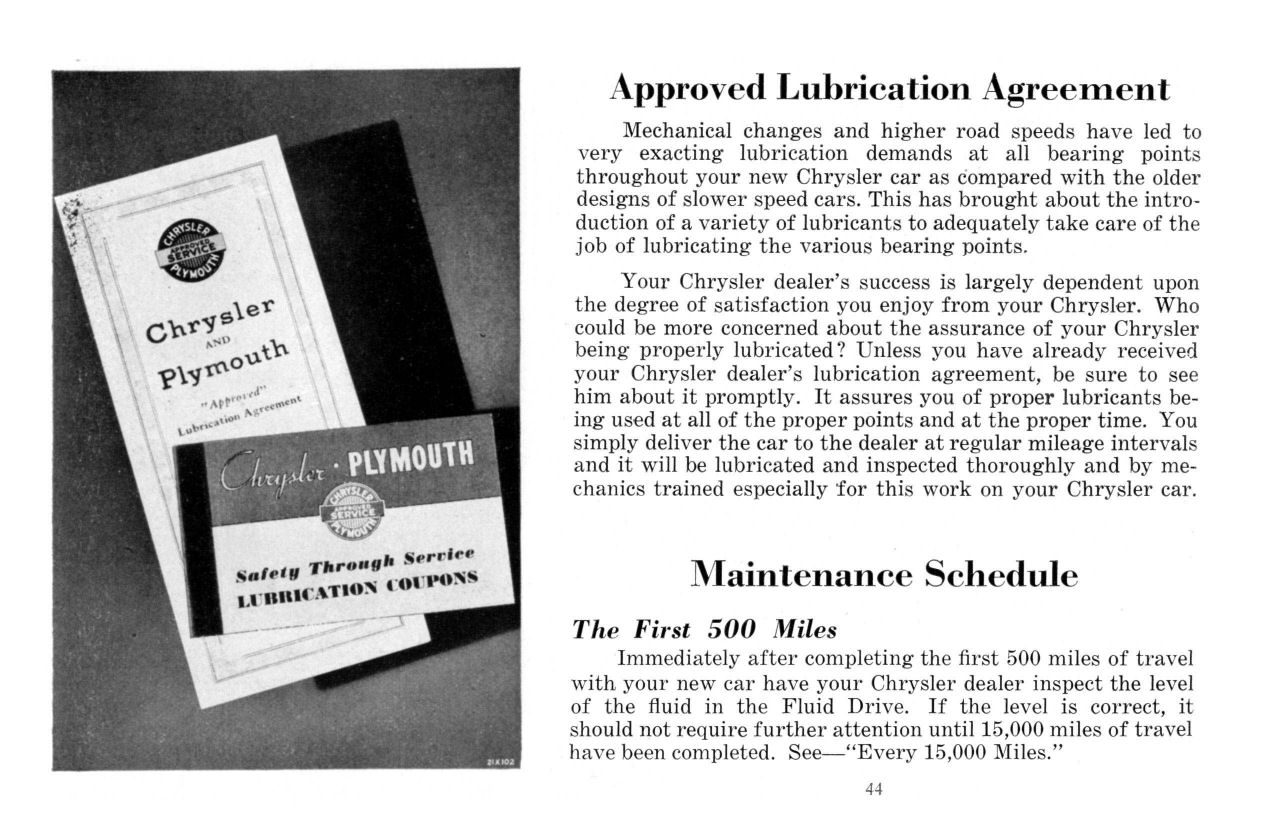 CHRYSLER
APPROVED
SERVICE
PLYMOUTH
Chrysler
AND
Plymouth
"Approved"
Lubrication Agreement
Chrysler · PLYMOUTH
CHRYSLER
APPROVED
SERVICE
PLYMOUTH
Safety Through Service
LUBRICATION COUPONS
21X102
Approved Lubrication Agreement
Mechanical changes and higher road speeds have led to
very exacting lubrication demands at all bearing points
throughout your new Chrysler car as compared with the older
designs of slower speed cars. This has brought about the intro-
duction of a variety of lubricants to adequately take care of the
job of lubricating the various bearing points.
Your Chrysler dealer's success is largely dependent upon
the degree of satisfaction you enjoy from your Chrysler. Who
could be more concerned about the assurance of your Chrysler
being properly lubricated? Unless you have already received
your Chrysler dealer's lubrication agreement, be sure to see
him about it promptly. It assures you of proper lubricants be-
ing used at all of the proper points and at the proper time. You
simply deliver the car to the dealer at regular mileage intervals
and it will be lubricated and inspected thoroughly and by me-
chanics trained especially for this work on your Chrysler car.
Maintenance Schedule
The First 500 Miles
Immediately after completing the first 500 miles of travel
with your new car have your Chrysler dealer inspect the level
of the fluid in the Fluid Drive. If the level is correct, it
should not require further attention until 15,000 miles of travel
have been completed. See—"Every 15,000 Miles."
44